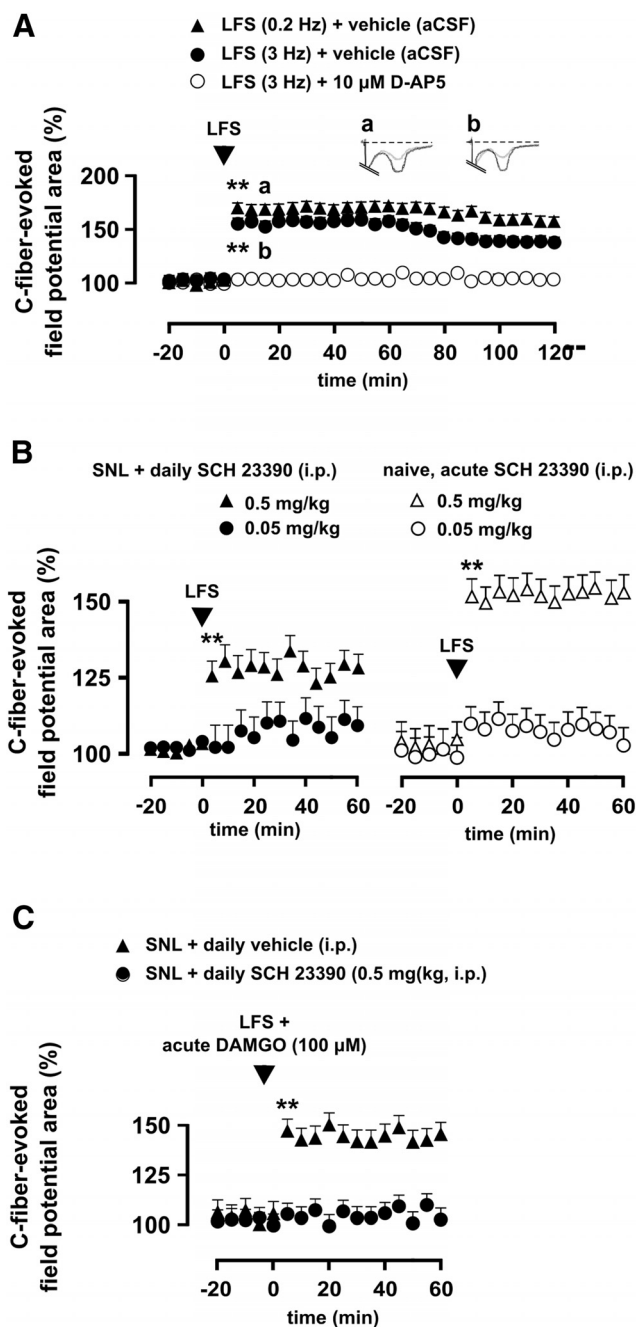 A
LFS (0.2 Hz) + vehicle (aCSF)
LFS (3 Hz) + vehicle (aCSF)
LFS (3 Hz) + 10 µM D-AP5
LFS
a
b
C-fiber-evoked
field potential area (%)
200
150
100
** a
** b
-20 0 20 40 60 80 100 120
time (min)
B
SNL + daily SCH 23390 (i.p.)
0.5 mg/kg
0.05 mg/kg
naive, acute SCH 23390 (i.p.)
0.5 mg/kg
0.05 mg/kg
C-fiber-evoked
field potential area (%)
150
125
100
LFS
**
-20 0 20 40 60
time (min)
**
LFS
-20 0 20 40 60
time (min)
C
SNL + daily vehicle (i.p.)
SNL + daily SCH 23390 (0.5 mg(kg, i.p.)
LFS +
acute DAMGO (100 µM)
C-fiber-evoked
field potential area (%)
150
125
100
**
-20 0 20 40 60
time (min)